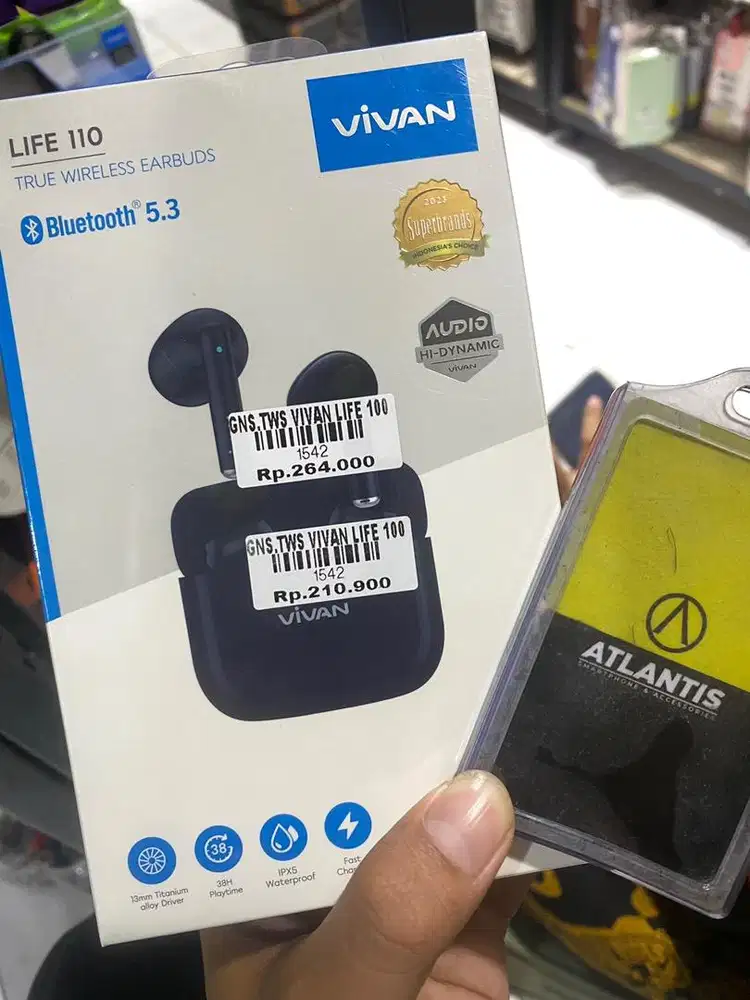 LIFE 110
TRUE WIRELESS EARBUDS
Bluetooth® 5.3
ViVAN
2023
Superbrands
INDONESIA'S CHOICE
AUDIO
HI-DYNAMIC
ViVAN
GNS.TWS VIVAN LIFE 100
1542
Rp.264.000
GNS.TWS VIVAN LIFE 100
1542
Rp.210.900
ViVAN
13mm Titanium
alloy Driver
38H
38H
Playtime
IPX5
Waterproof
Fast
ATLANTIS
SMARTPHONE & ACCESSORIES